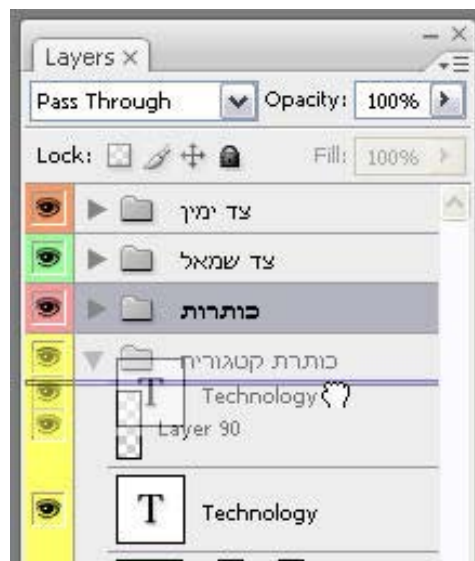 Layers ×
Pass Through Opacity: 100%
Lock: Fill: 100%
צד ימין
צד שמאל
כותרות
כותרת קטגוריה
T Technology
Layer 90
T Technology